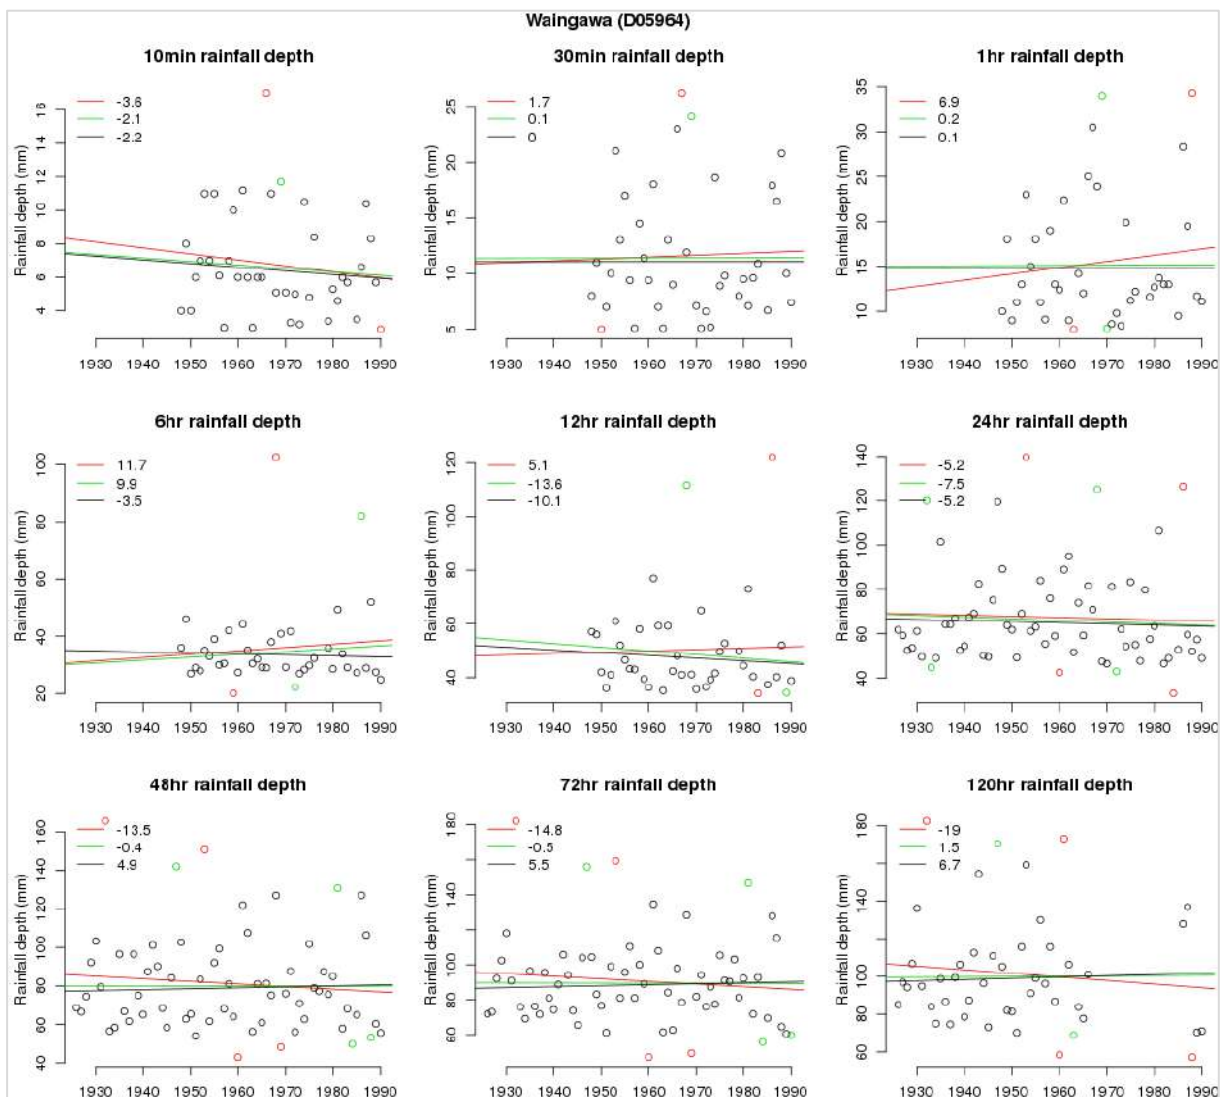 Waingawa (D05964)
10min rainfall depth
-3.6
-2.1
-2.2
Rainfall depth (mm)
4 6 8 10 12 14 16
1930 1940 1950 1960 1970 1980 1990
30min rainfall depth
1.7
0.1
0
Rainfall depth (mm)
5 10 15 20 25
1930 1940 1950 1960 1970 1980 1990
1hr rainfall depth
6.9
0.2
0.1
Rainfall depth (mm)
10 15 20 25 30 35
1930 1940 1950 1960 1970 1980 1990
6hr rainfall depth
11.7
9.9
-3.5
Rainfall depth (mm)
20 40 60 80 100
1930 1940 1950 1960 1970 1980 1990
12hr rainfall depth
5.1
-13.6
-10.1
Rainfall depth (mm)
40 60 80 100 120
1930 1940 1950 1960 1970 1980 1990
24hr rainfall depth
-5.2
-7.5
-5.2
Rainfall depth (mm)
40 60 80 100 120 140
1930 1940 1950 1960 1970 1980 1990
48hr rainfall depth
-13.5
-0.4
4.9
Rainfall depth (mm)
40 60 80 100 120 140 160
1930 1940 1950 1960 1970 1980 1990
72hr rainfall depth
-14.8
-0.5
5.5
Rainfall depth (mm)
60 100 140 180
1930 1940 1950 1960 1970 1980 1990
120hr rainfall depth
-19
1.5
6.7
Rainfall depth (mm)
60 80 100 140 180
1930 1940 1950 1960 1970 1980 1990